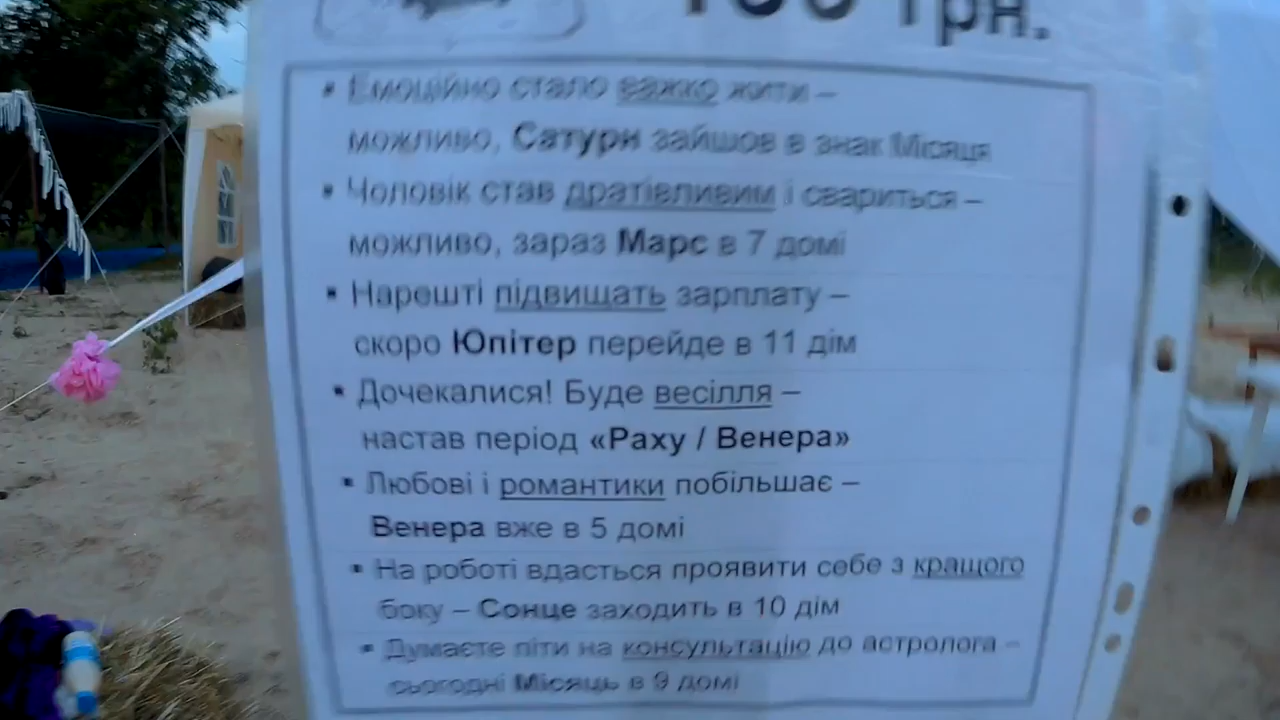 грн.
▪ Емоційно стало важко жити –
можливо, Сатурн зайшов в знак Місяця
▪ Чоловік став дратівливим і свариться –
можливо, зараз Марс в 7 домі
▪ Нарешті підвищать зарплату –
скоро Юпітер перейде в 11 дім
▪ Дочекалися! Буде весілля –
настав період «Раху / Венера»
▪ Любові і романтики побільшає –
Венера вже в 5 домі
▪ На роботі вдасться проявити себе з кращого
боку – Сонце заходить в 10 дім
▪ Думаєте піти на консультацію до астролога –
сьогодні Місяць в 9 домі